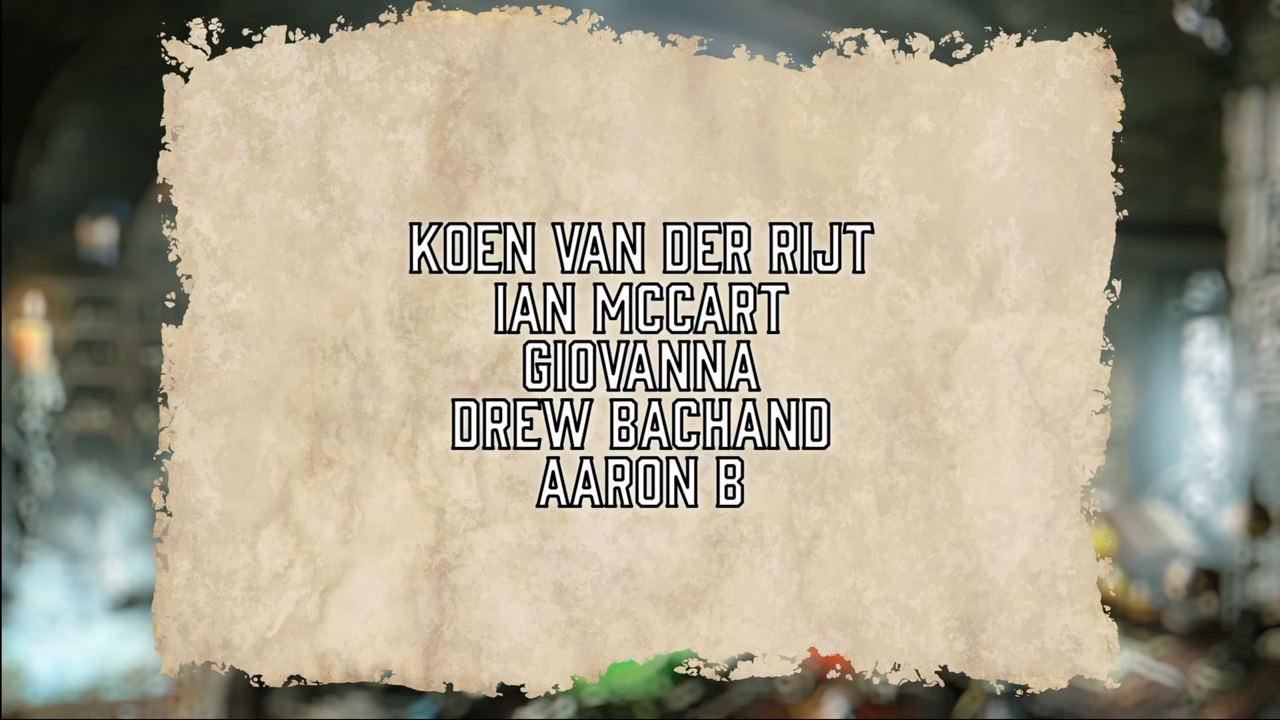 KOEN VAN DER RIJT
IAN MCCART
GIOVANNA
DREW BACHAND
AARON B